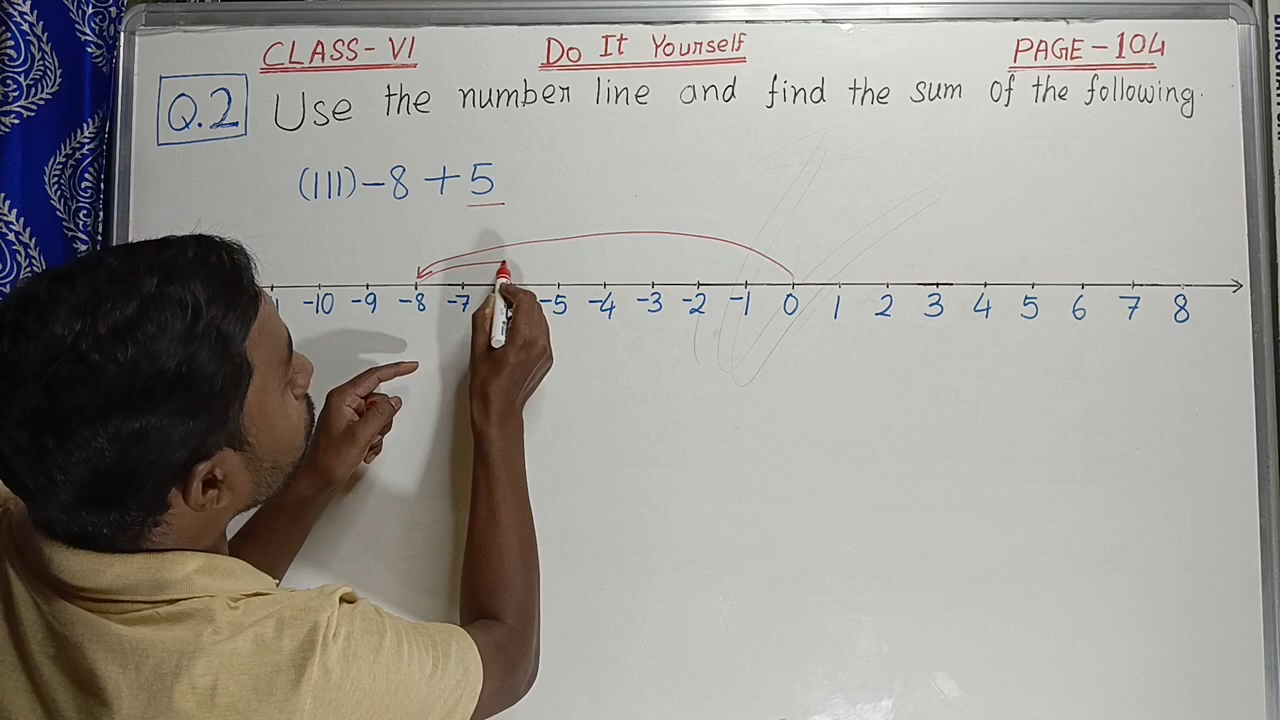 CLASS-VI Do It Yourself PAGE-104
Q.2 Use the number line and find the sum of the following.
(III) -8 + 5
-10 -9 -8 -7 -5 -4 -3 -2 -1 0 1 2 3 4 5 6 7 8